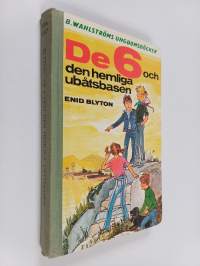 B. WAHLSTRÖMS UNGDOMSBÖCKER
De 6 och
den hemliga
ubåtsbasen
ENID BLYTON